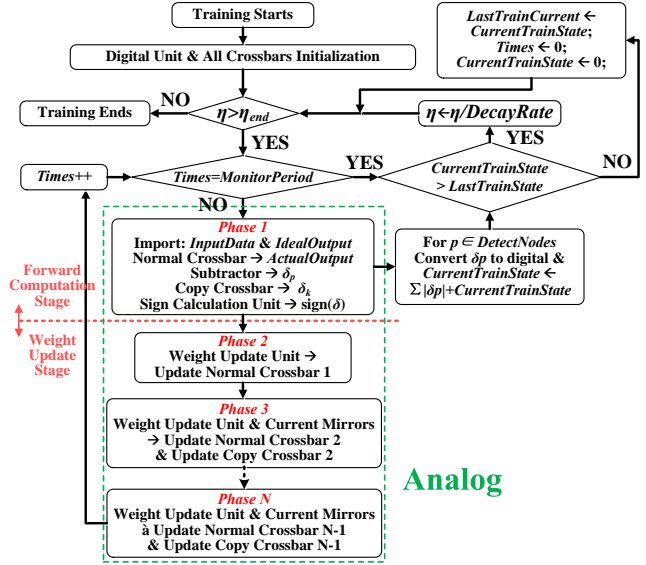 Training Starts
Digital Unit & All Crossbars Initialization
LastTrainCurrent ←
CurrentTrainState;
Times ← 0;
CurrentTrainState ← 0;
NO
Training Ends
η>ηend
η←η/DecayRate
YES
YES
Times++
Times=MonitorPeriod
YES
CurrentTrainState
> LastTrainState
NO
NO
Phase 1
Import: InputData & IdealOutput
Normal Crossbar → ActualOutput
Subtractor → δp
Copy Crossbar → δk
Sign Calculation Unit → sign(δ)
For p ∈ DetectNodes
Convert δp to digital &
CurrentTrainState ←
Σ|δp|+CurrentTrainState
Forward
Computation
Stage
Weight
Update
Stage
Phase 2
Weight Update Unit →
Update Normal Crossbar 1
Phase 3
Weight Update Unit & Current Mirrors
→ Update Normal Crossbar 2
& Update Copy Crossbar 2
Analog
Phase N
Weight Update Unit & Current Mirrors
à Update Normal Crossbar N-1
& Update Copy Crossbar N-1